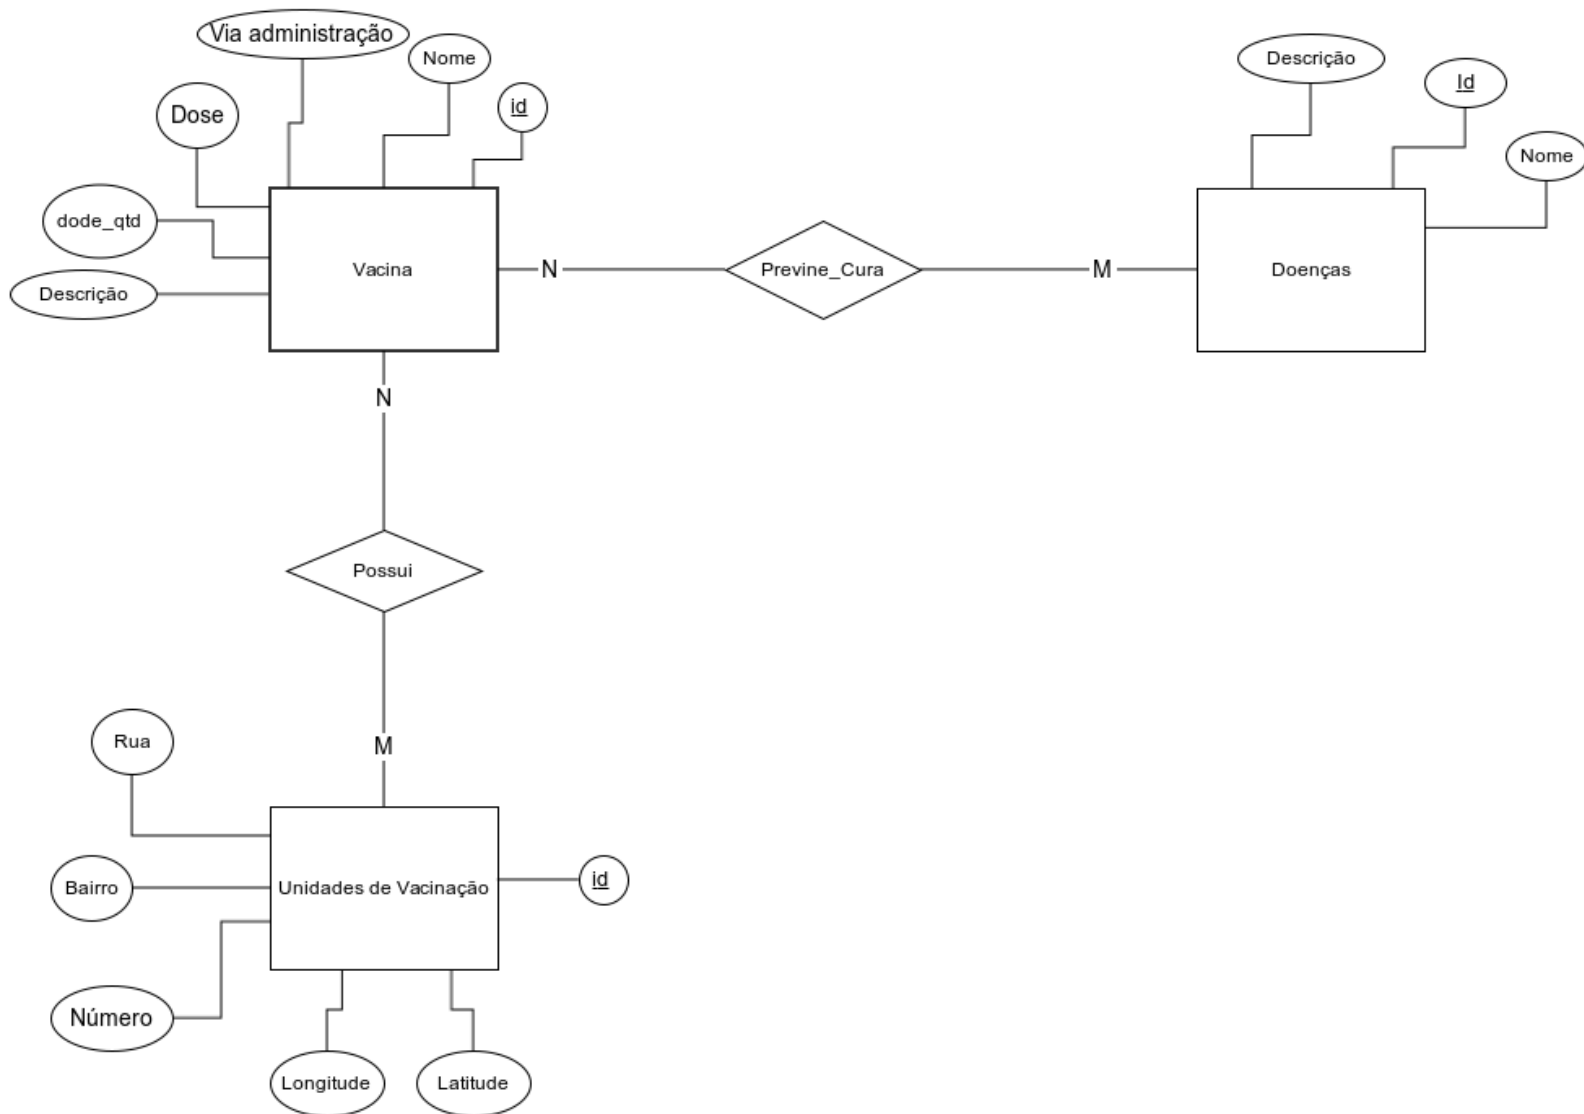 Via administração
Nome
Descrição
Id
id
Dose
Nome
dode_qtd
Vacina
N
Previne_Cura
M
Doenças
Descrição
N
Possui
Rua
M
Bairro
Unidades de Vacinação
id
Número
Longitude
Latitude